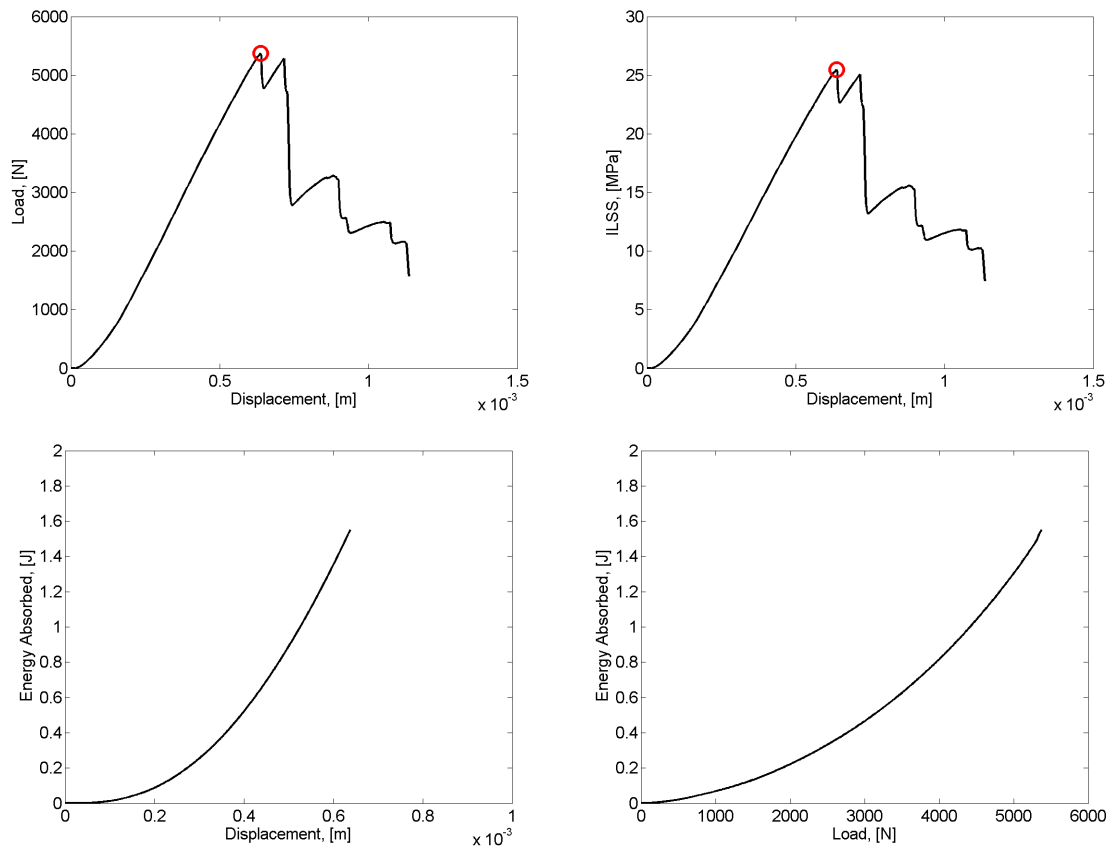 6000
5000
4000
3000
2000
1000
0
Load, [N]
0 0.5 1 1.5
Displacement, [m]
x 10^-3
30
25
20
15
10
5
0
ILSS, [MPa]
0 0.5 1 1.5
Displacement, [m]
x 10^-3
2
1.8
1.6
1.4
1.2
1
0.8
0.6
0.4
0.2
0
Energy Absorbed, [J]
0 0.2 0.4 0.6 0.8 1
Displacement, [m]
x 10^-3
2
1.8
1.6
1.4
1.2
1
0.8
0.6
0.4
0.2
0
Energy Absorbed, [J]
0 1000 2000 3000 4000 5000 6000
Load, [N]